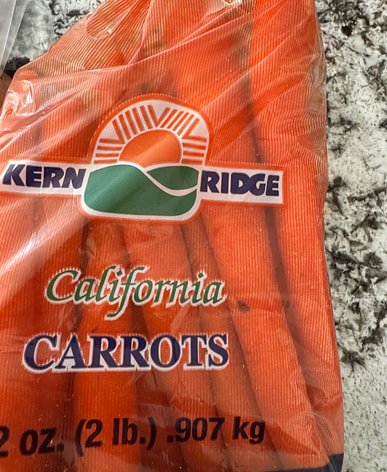 KERN RIDGE
California
CARROTS
2 oz. (2 lb.) .907 kg